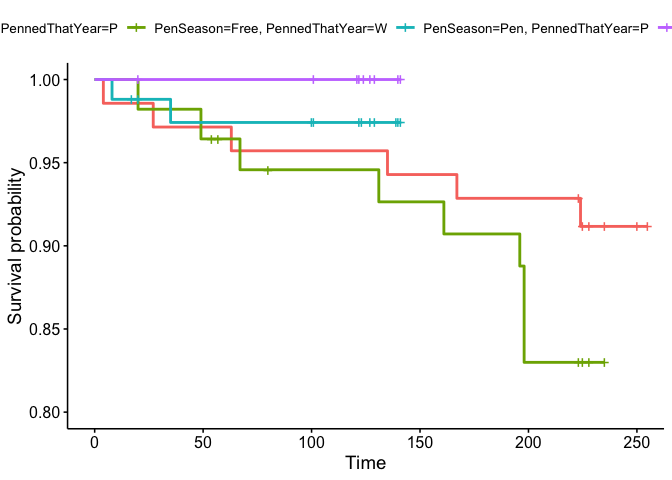 PennedThatYear=P PenSeason=Free, PennedThatYear=W PenSeason=Pen, PennedThatYear=P
1.00
0.95
0.90
0.85
0.80
Survival probability
0 50 100 150 200 250
Time